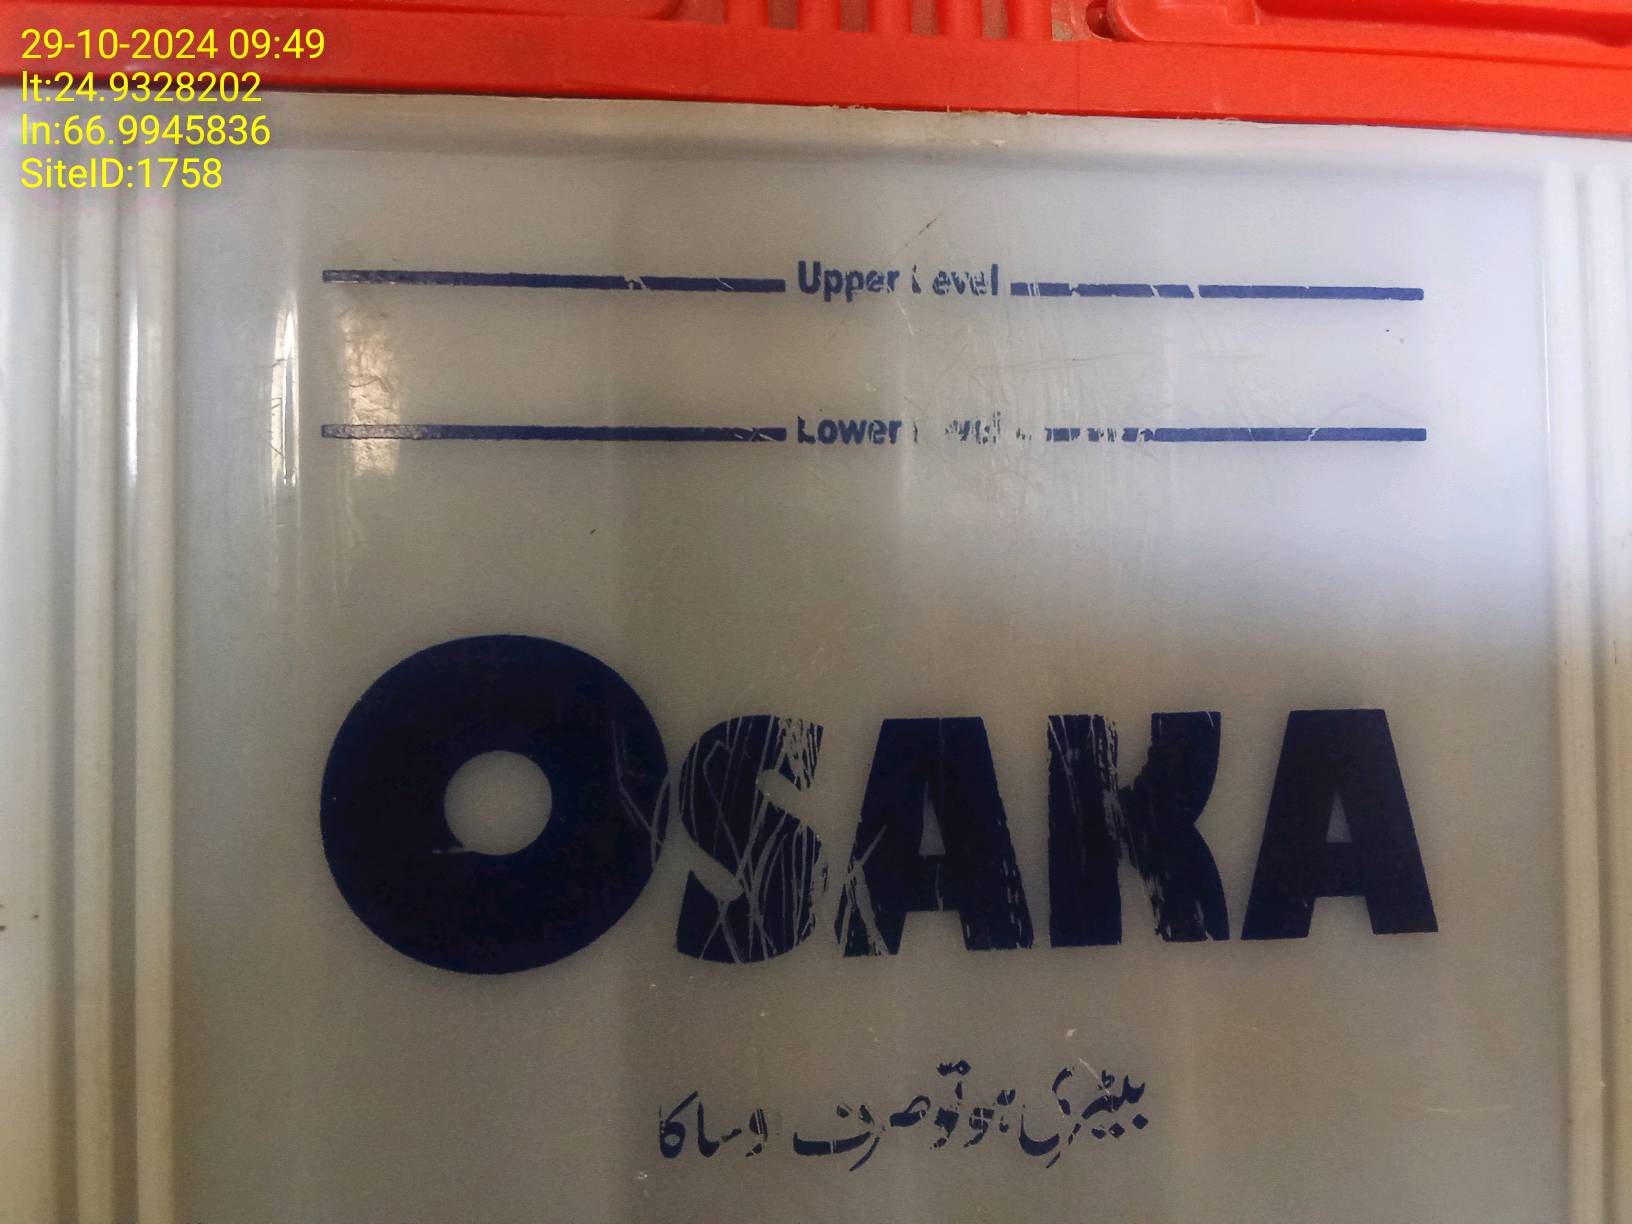 29-10-2024 09:49
lt:24.9328202
ln:66.9945836
SiteID:1758
Upper Level
Lower Level
OSAKA
بیٹری ہو تو صرف اوساکا